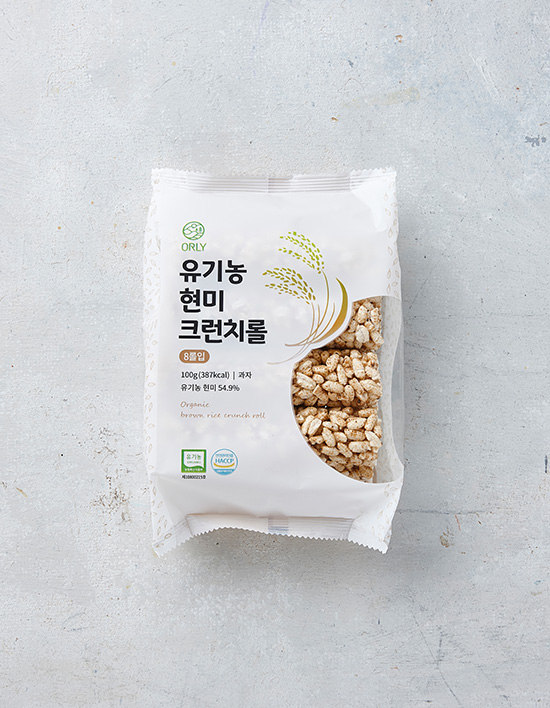 ORLY
유기농
현미
크런치롤
8롤입
100g(387kcal) | 과자
유기농 현미 54.9%
Organic
brown rice crunch roll
유기농
ORGANIC
HACCP